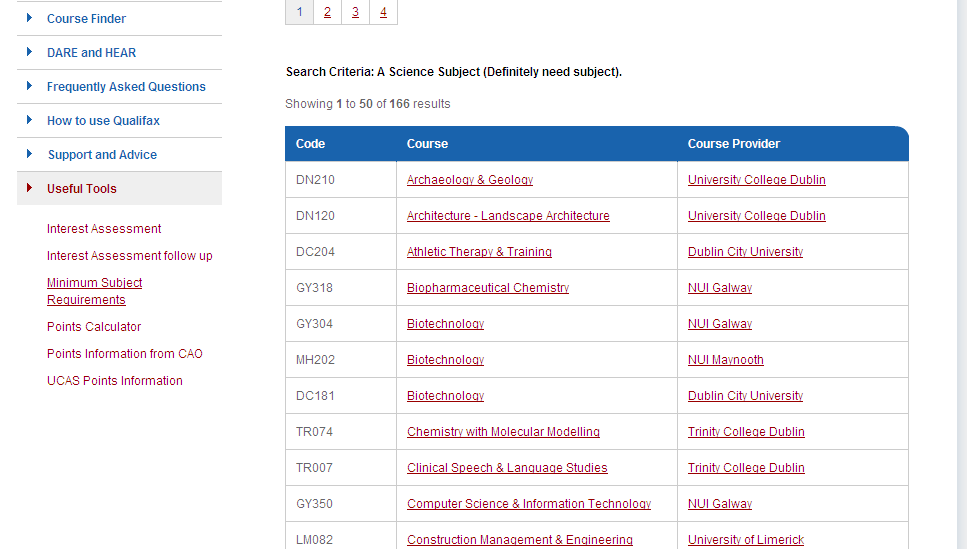 Course Finder
DARE and HEAR
Frequently Asked Questions
How to use Qualifax
Support and Advice
Useful Tools
Interest Assessment
Interest Assessment follow up
Minimum Subject
Requirements
Points Calculator
Points Information from CAO
UCAS Points Information
1 2 3 4
Search Criteria: A Science Subject (Definitely need subject).
Showing 1 to 50 of 166 results
Code Course Course Provider
DN210 Archaeology & Geology University College Dublin
DN120 Architecture - Landscape Architecture University College Dublin
DC204 Athletic Therapy & Training Dublin City University
GY318 Biopharmaceutical Chemistry NUI Galway
GY304 Biotechnology NUI Galway
MH202 Biotechnology NUI Maynooth
DC181 Biotechnology Dublin City University
TR074 Chemistry with Molecular Modelling Trinity College Dublin
TR007 Clinical Speech & Language Studies Trinity College Dublin
GY350 Computer Science & Information Technology NUI Galway
LM082 Construction Management & Engineering University of Limerick